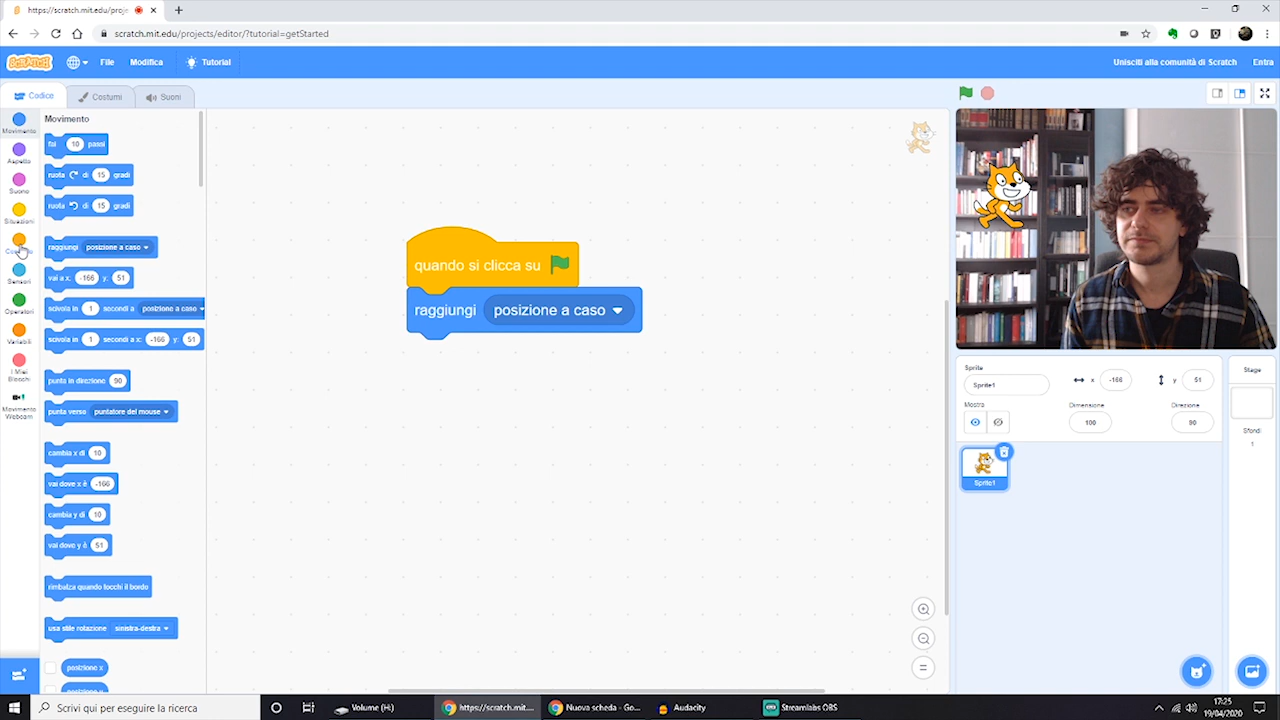 https://scratch.mit.edu/proje
scratch.mit.edu/projects/editor/?tutorial=getStarted
SCRATCH
File
Modifica
Tutorial
Unisciti alla comunità di Scratch
Entra
Codice
Costumi
Suoni
Movimento
Aspetto
Suono
Situazioni
Sensori
Operatori
Variabili
I Miei Blocchi
Movimento Webcam
Movimento
fai 10 passi
ruota di 15 gradi
ruota di 15 gradi
raggiungi posizione a caso
vai a x: -166 y: 51
scivola in 1 secondi a posizione a caso
scivola in 1 secondi a x: -166 y: 51
punta in direzione 90
punta verso puntatore del mouse
cambia x di 10
vai dove x è -166
cambia y di 10
vai dove y è 51
rimbalza quando tocchi il bordo
usa stile rotazione sinistra-destra
posizione x
quando si clicca su
raggiungi posizione a caso
Sprite
Sprite1
x -166
y 51
Mostra
Dimensione
100
Direzione
90
Sprite1
Stage
Sfondi
1
Scrivi qui per eseguire la ricerca
Volume (H:)
https://scratch.mit...
Nuova scheda - Go...
Audacity
Streamlabs OBS
17:25
19/04/2020